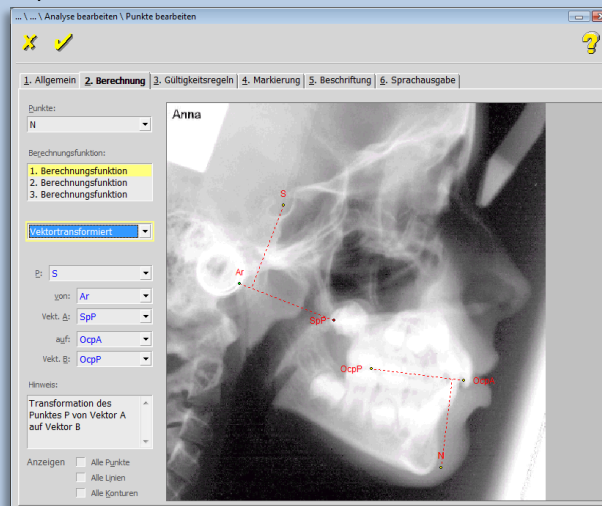 ... \ ... \ Analyse bearbeiten \ Punkte bearbeiten
?
1. Allgemein 2. Berechnung 3. Gültigkeitsregeln 4. Markierung 5. Beschriftung 6. Sprachausgabe
Punkte:
N
Berechnungsfunktion:
1. Berechnungsfunktion
2. Berechnungsfunktion
3. Berechnungsfunktion
Vektortransformiert
P: S
von: Ar
Vekt. A: SpP
auf: OcpA
Vekt. B: OcpP
Hinweis:
Transformation des
Punktes P von Vektor A
auf Vektor B
Anzeigen Alle Punkte
Alle Linien
Alle Konturen
Anna
S
Ar
SpP
OcpP OcpA
N